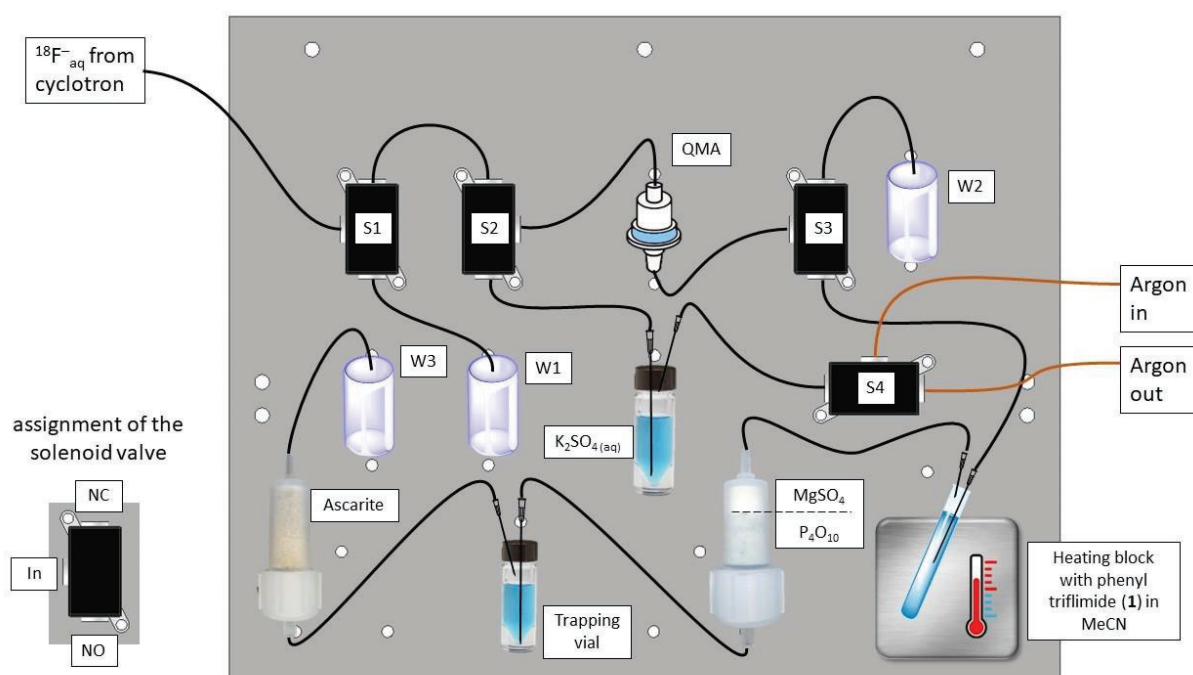 ¹⁸F⁻aq from
cyclotron
QMA
S1
S2
S3
W2
Argon
in
W3
W1
S4
Argon
out
assignment of the
solenoid valve
NC
In
NO
K₂SO₄ (aq)
Ascarite
MgSO₄
P₄O₁₀
Trapping
vial
Heating block
with phenyl
triflimide (1) in
MeCN